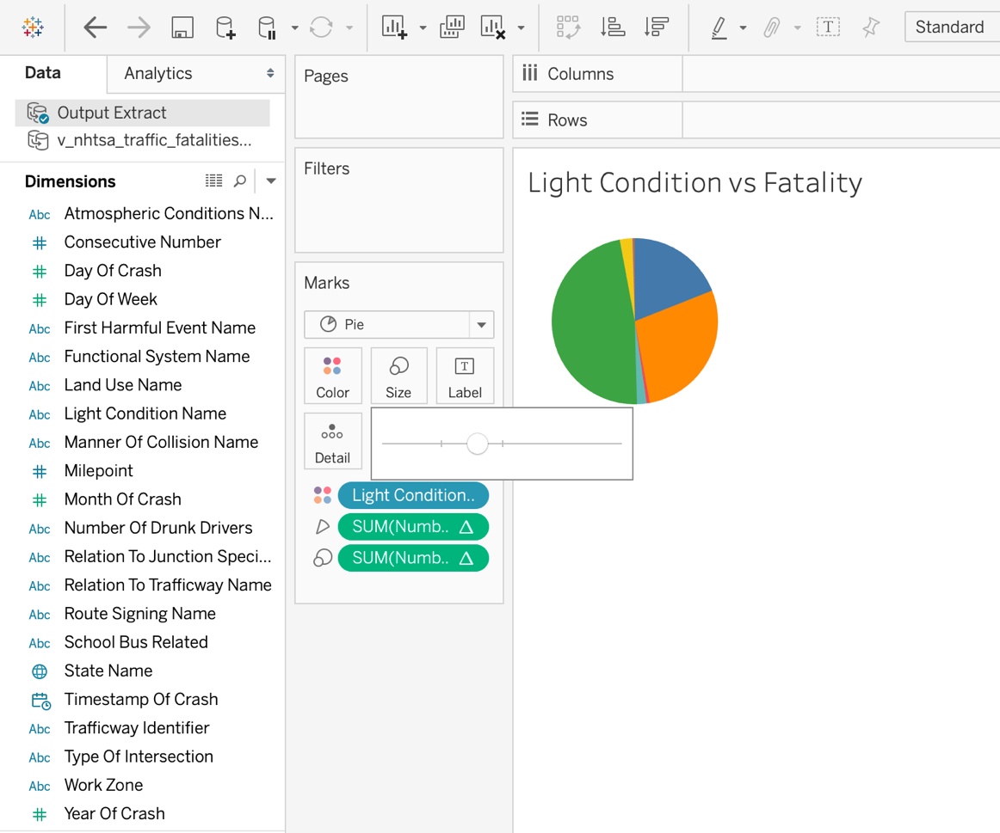 Standard
Data
Analytics
Output Extract
v_nhtsa_traffic_fatalities...
Dimensions
Abc Atmospheric Conditions N...
Consecutive Number
Day Of Crash
Day Of Week
Abc First Harmful Event Name
Abc Functional System Name
Abc Land Use Name
Abc Light Condition Name
Abc Manner Of Collision Name
Milepoint
Month Of Crash
Abc Number Of Drunk Drivers
Abc Relation To Junction Speci...
Abc Relation To Trafficway Name
Abc Route Signing Name
Abc School Bus Related
State Name
Timestamp Of Crash
Abc Trafficway Identifier
Abc Type Of Intersection
Abc Work Zone
Year Of Crash
Pages
Filters
Marks
Pie
Color
Size
T
Label
Detail
Light Condition..
SUM(Numb.. Δ
SUM(Numb.. Δ
Columns
Rows
Light Condition vs Fatality